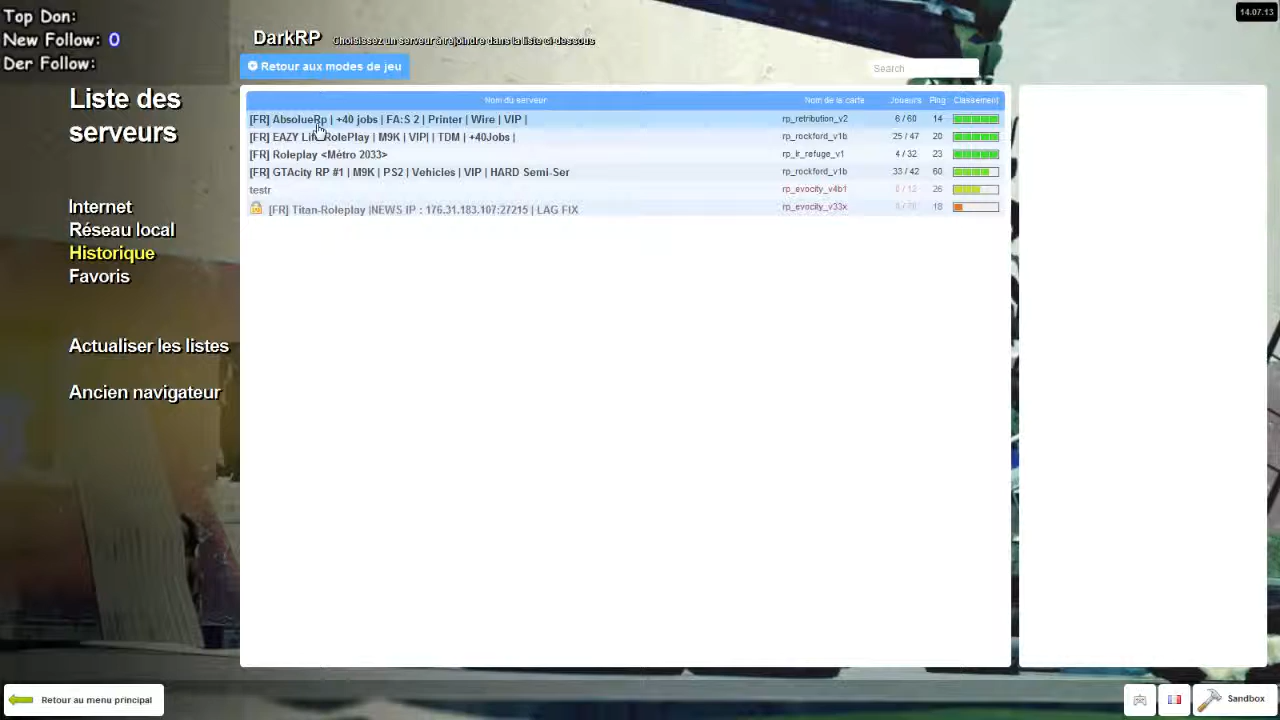 Top Don:
New Follow: 0
Der Follow:
14.07.13
DarkRP Choisissez un serveur à rejoindre dans la liste ci-dessous
Retour aux modes de jeu
Search
Liste des
serveurs
Internet
Réseau local
Historique
Favoris
Actualiser les listes
Ancien navigateur
Nom du serveur Nom de la carte Joueurs Ping Classement
[FR] AbsolueRp | +40 jobs | FA:S 2 | Printer | Wire | VIP | rp_retribution_v2 6 / 60 14
[FR] EAZY Life RolePlay | M9K | VIP| | TDM | +40Jobs | rp_rockford_v1b 25 / 47 20
[FR] Roleplay <Métro 2033> rp_lr_refuge_v1 4 / 32 23
[FR] GTAcity RP #1 | M9K | PS2 | Vehicles | VIP | HARD Semi-Ser rp_rockford_v1b 33 / 42 60
testr rp_evocity_v4b1 0 / 12 26
[FR] Titan-Roleplay |NEWS IP : 176.31.183.107:27215 | LAG FIX rp_evocity_v33x 18
Retour au menu principal
Sandbox